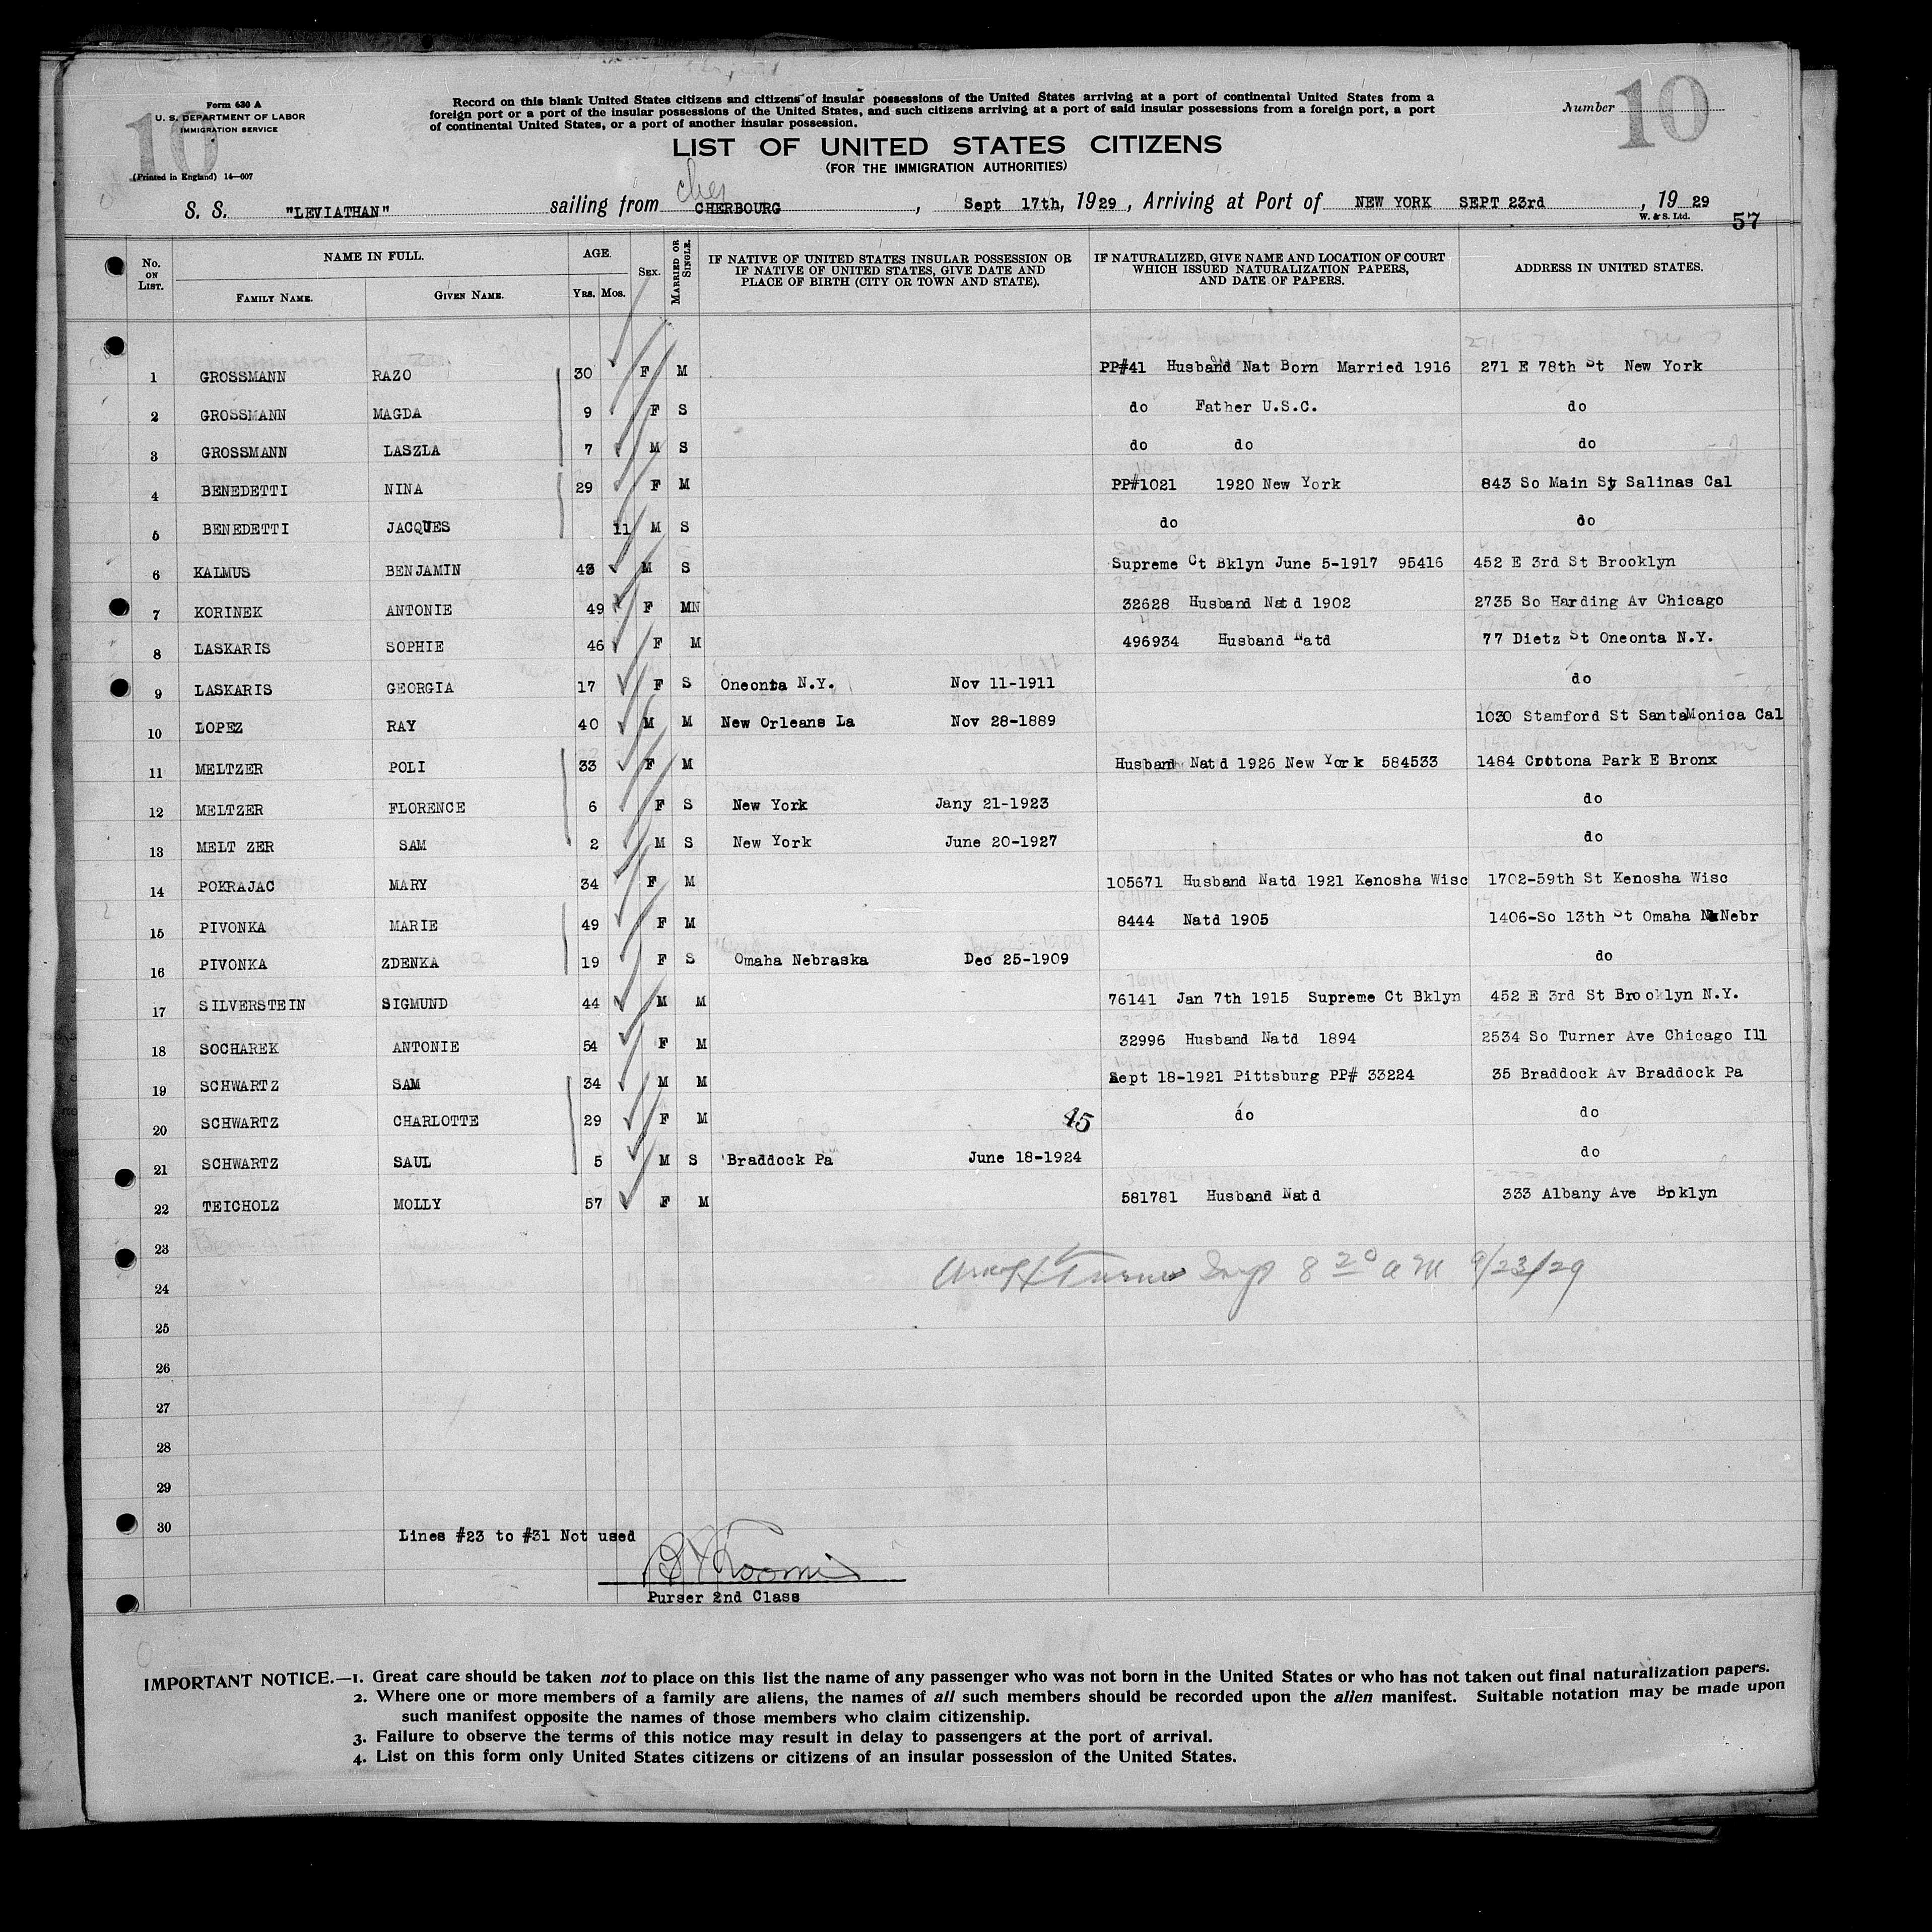 Form 630 A
U. S. DEPARTMENT OF LABOR
IMMIGRATION SERVICE
10
(Printed in England) 14—607
Record on this blank United States citizens and citizens of insular possessions of the United States arriving at a port of continental United States from a
foreign port or a port of the insular possessions of the United States, and such citizens arriving at a port of said insular possessions from a foreign port, a port
of continental United States, or a port of another insular possession.
Number 10
LIST OF UNITED STATES CITIZENS
(FOR THE IMMIGRATION AUTHORITIES)
Cher
S. S. "LEVIATHAN" sailing from CHERBOURG, Sept 17th, 1929, Arriving at Port of NEW YORK SEPT 23rd, 19 29
W. & S. Ltd.
57
No. ON LIST. NAME IN FULL. FAMILY NAME. GIVEN NAME. AGE. YRS. MOS. SEX. MARRIED OR SINGLE. IF NATIVE OF UNITED STATES INSULAR POSSESSION OR IF NATIVE OF UNITED STATES, GIVE DATE AND PLACE OF BIRTH (CITY OR TOWN AND STATE). IF NATURALIZED, GIVE NAME AND LOCATION OF COURT WHICH ISSUED NATURALIZATION PAPERS, AND DATE OF PAPERS. ADDRESS IN UNITED STATES.
1 GROSSMANN RAZO 30 F M PP#41 Husband Nat Born Married 1916 271 E 78th St New York
2 GROSSMANN MAGDA 9 F S do Father U.S.C. do
3 GROSSMANN LASZLA 7 M S do do do
4 BENEDETTI NINA 29 F M PP#1021 1920 New York 843 So Main St Salinas Cal
5 BENEDETTI JACQUES 11 M S do do
6 KALMUS BENJAMIN 43 M S Supreme Ct Bklyn June 5-1917 95416 452 E 3rd St Brooklyn
7 KORINEK ANTONIE 49 F MN 32628 Husband Natd 1902 2735 So Harding Av Chicago
8 LASKARIS SOPHIE 46 F M 496934 Husband Natd 77 Dietz St Oneonta N.Y.
9 LASKARIS GEORGIA 17 F S Oneonta N.Y. Nov 11-1911 do
10 LOPEZ RAY 40 M M New Orleans La Nov 28-1889 1030 Stamford St SantaMonica Cal
11 MELTZER POLI 33 F M Husband Natd 1926 New York 584533 1484 Crotona Park E Bronx
12 MELTZER FLORENCE 6 F S New York Jany 21-1923 do
13 MELT ZER SAM 2 M S New York June 20-1927 do
14 POKRAJAC MARY 34 F M 105671 Husband Natd 1921 Kenosha Wisc 1702-59th St Kenosha Wisc
15 PIVONKA MARIE 49 F M 8444 Natd 1905 1406-So 13th St Omaha Nebr
16 PIVONKA ZDENKA 19 F S Omaha Nebraska Dec 25-1909 do
17 SILVERSTEIN SIGMUND 44 M M 76141 Jan 7th 1915 Supreme Ct Bklyn 452 E 3rd St Brooklyn N.Y.
18 SOCHAREK ANTONIE 54 F M 32996 Husband Natd 1894 2534 So Turner Ave Chicago Ill
19 SCHWARTZ SAM 34 M M Sept 18-1921 Pittsburg PP# 33224 35 Braddock Av Braddock Pa
20 SCHWARTZ CHARLOTTE 29 F M 45 do do
21 SCHWARTZ SAUL 5 M S Braddock Pa June 18-1924 do
22 TEICHOLZ MOLLY 57 F M 581781 Husband Natd 333 Albany Ave Broklyn
23
24 Turner Insp 8 20 a M 9/23/29
25
26
27
28
29
30
Lines #23 to #31 Not used
Purser 2nd Class
IMPORTANT NOTICE.—1. Great care should be taken not to place on this list the name of any passenger who was not born in the United States or who has not taken out final naturalization papers.
2. Where one or more members of a family are aliens, the names of all such members should be recorded upon the alien manifest. Suitable notation may be made upon
such manifest opposite the names of those members who claim citizenship.
3. Failure to observe the terms of this notice may result in delay to passengers at the port of arrival.
4. List on this form only United States citizens or citizens of an insular possession of the United States.